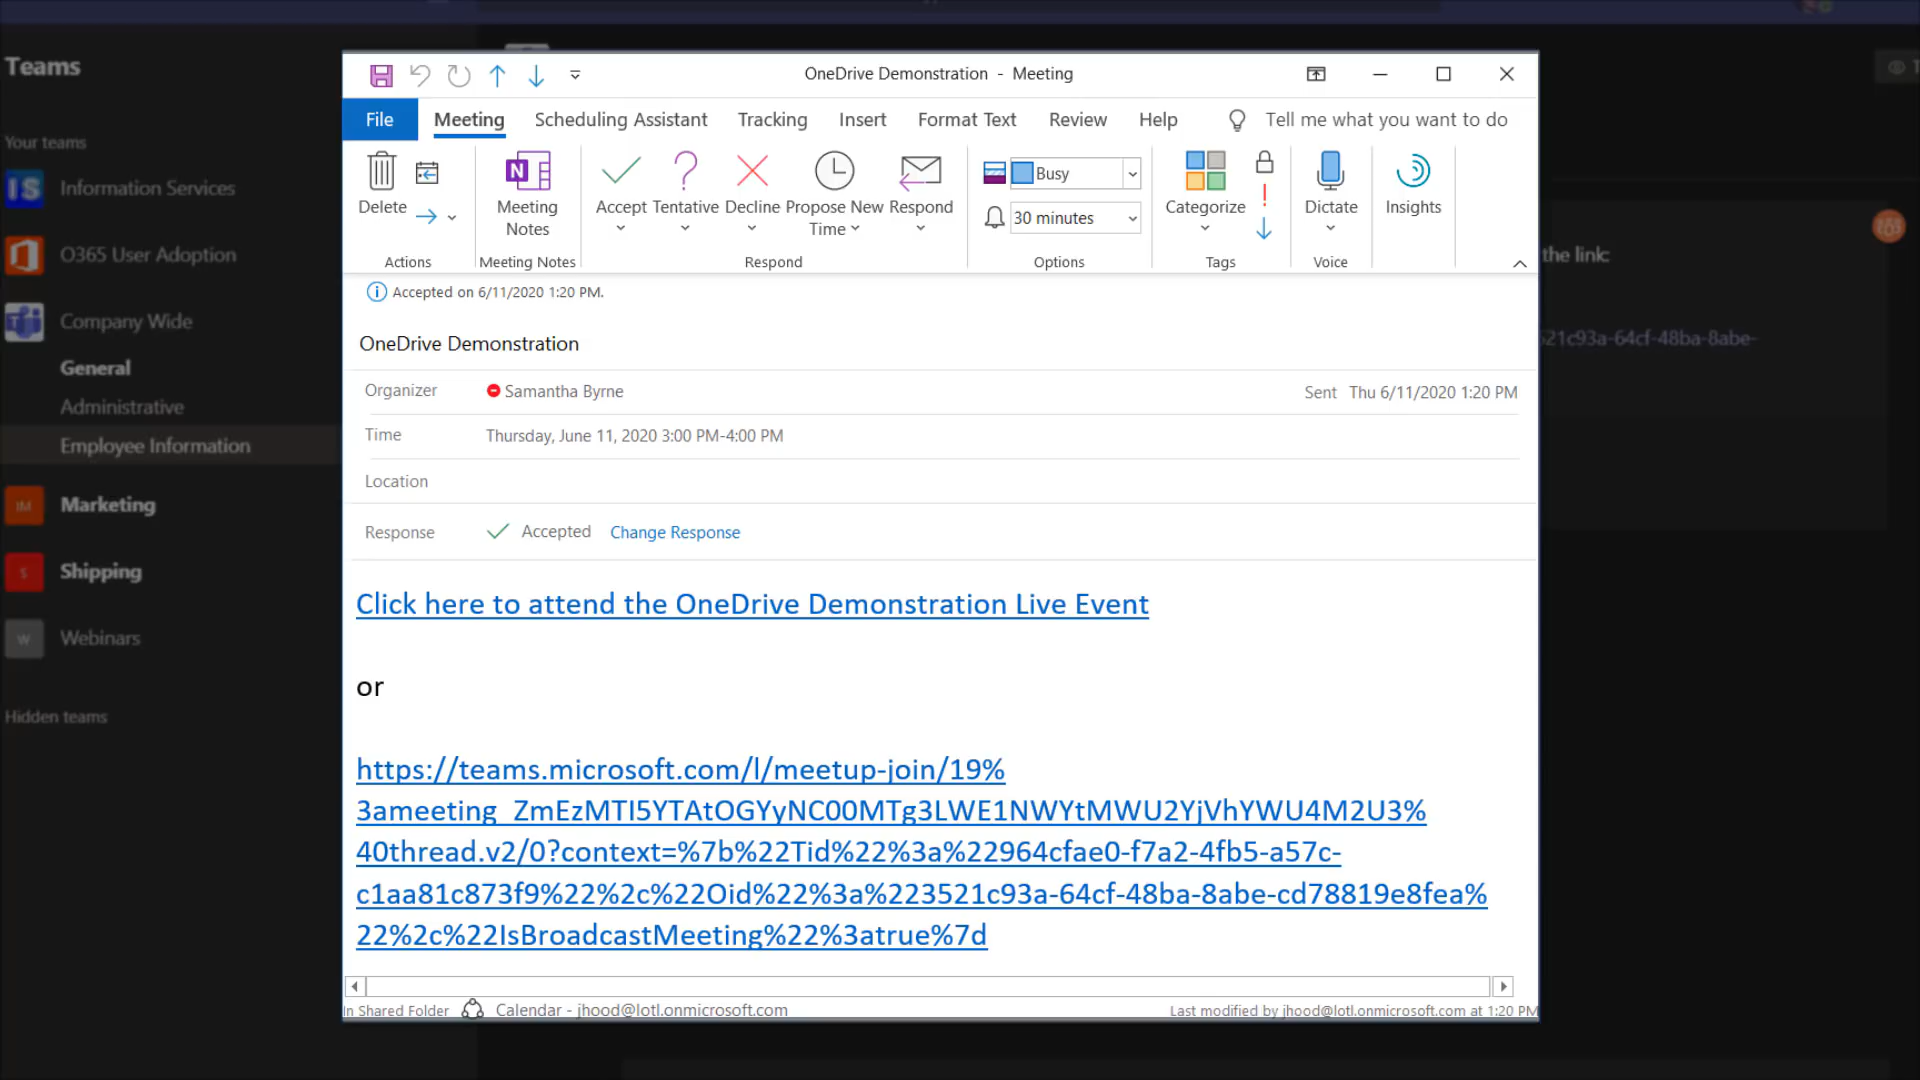 Teams
Your teams
IS Information Services
O365 User Adoption
Company Wide
General
Administrative
Employee Information
IM Marketing
S Shipping
W Webinars
Hidden teams
OneDrive Demonstration - Meeting
File Meeting Scheduling Assistant Tracking Insert Format Text Review Help Tell me what you want to do
Delete
Actions
N
Meeting
Notes
Meeting Notes
Accept Tentative Decline Propose New Respond
Time
Respond
Busy
30 minutes
Options
Categorize
Tags
Dictate
Voice
Insights
Accepted on 6/11/2020 1:20 PM.
OneDrive Demonstration
Organizer Samantha Byrne Sent Thu 6/11/2020 1:20 PM
Time Thursday, June 11, 2020 3:00 PM-4:00 PM
Location
Response Accepted Change Response
Click here to attend the OneDrive Demonstration Live Event
or
https://teams.microsoft.com/l/meetup-join/19%
3ameeting_ZmEzMTI5YTAtOGYyNC00MTg3LWE1NWYtMWU2YjVhYWU4M2U3%
40thread.v2/0?context=%7b%22Tid%22%3a%22964cfae0-f7a2-4fb5-a57c-
c1aa81c873f9%22%2c%22Oid%22%3a%223521c93a-64cf-48ba-8abe-cd78819e8fea%
22%2c%22IsBroadcastMeeting%22%3atrue%7d
In Shared Folder Calendar - jhood@lotl.onmicrosoft.com Last modified by jhood@lotl.onmicrosoft.com at 1:20 PM
the link:
521c93a-64cf-48ba-8abe-